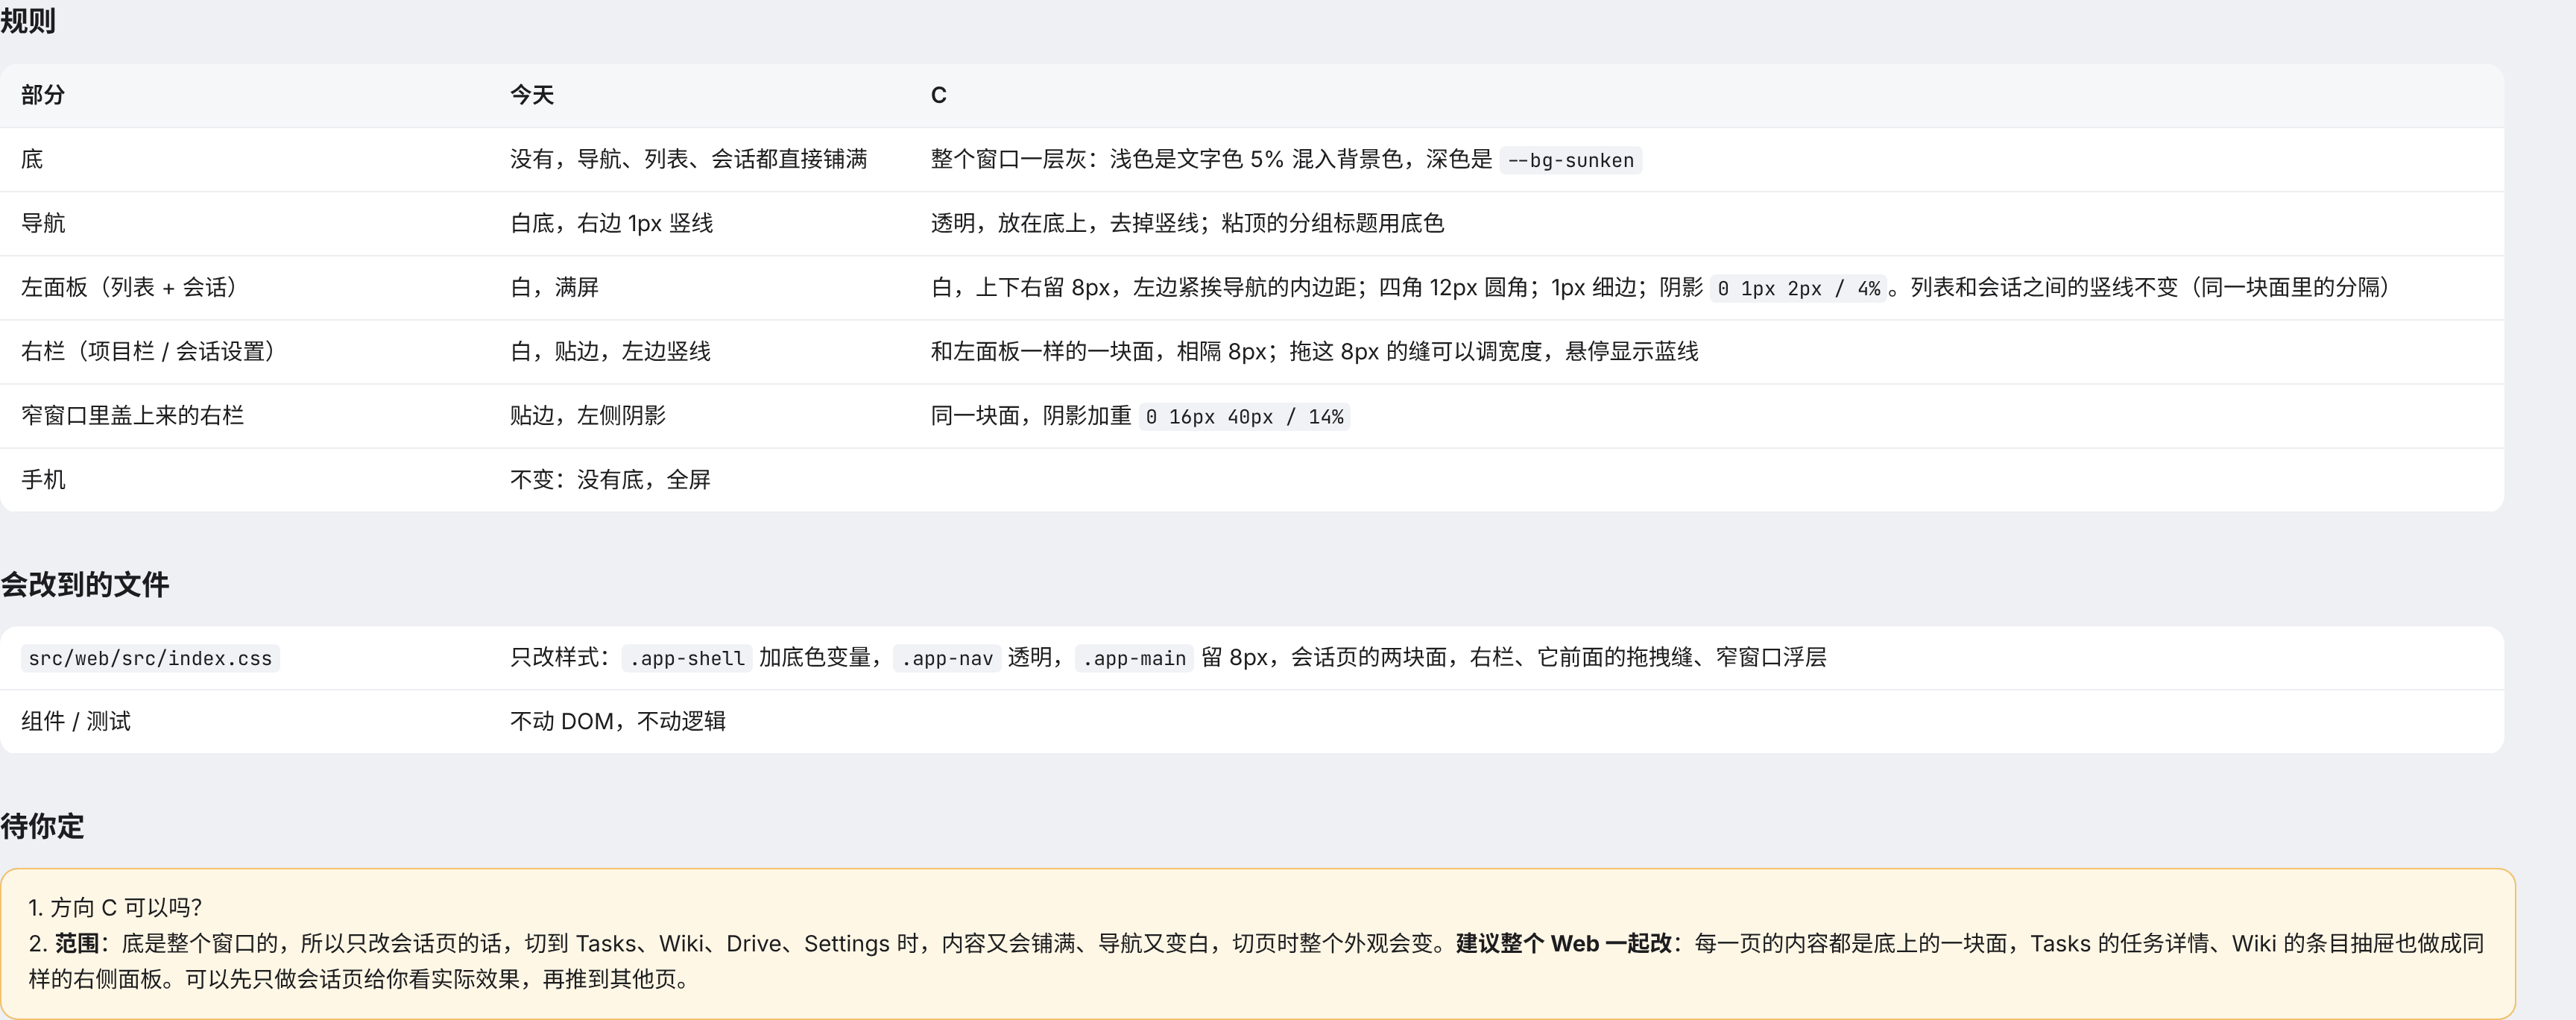 规则
部分 今天 C
底 没有，导航、列表、会话都直接铺满 整个窗口一层灰：浅色是文字色 5% 混入背景色，深色是 --bg-sunken
导航 白底，右边 1px 竖线 透明，放在底上，去掉竖线；粘顶的分组标题用底色
左面板（列表 + 会话） 白，满屏 白，上下右留 8px，左边紧挨导航的内边距；四角 12px 圆角；1px 细边；阴影 0 1px 2px / 4%。列表和会话之间的竖线不变（同一块面里的分隔）
右栏（项目栏 / 会话设置） 白，贴边，左边竖线 和左面板一样的一块面，相隔 8px；拖这 8px 的缝可以调宽度，悬停显示蓝线
窄窗口里盖上来的右栏 贴边，左侧阴影 同一块面，阴影加重 0 16px 40px / 14%
手机 不变：没有底，全屏
会改到的文件
src/web/src/index.css 只改样式：.app-shell 加底色变量，.app-nav 透明，.app-main 留 8px，会话页的两块面，右栏、它前面的拖拽缝、窄窗口浮层
组件 / 测试 不动 DOM，不动逻辑
待你定
1. 方向 C 可以吗？
2. 范围：底是整个窗口的，所以只改会话页的话，切到 Tasks、Wiki、Drive、Settings 时，内容又会铺满、导航又变白，切页时整个外观会变。建议整个 Web 一起改：每一页的内容都是底上的一块面，Tasks 的任务详情、Wiki 的条目抽屉也做成同
样的右侧面板。可以先只做会话页给你看实际效果，再推到其他页。